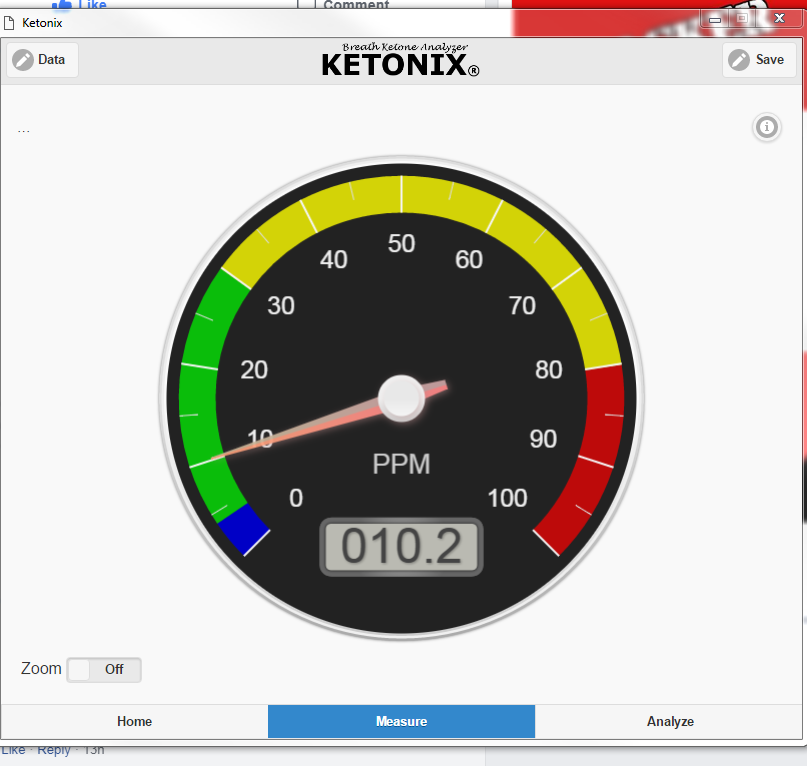 Like
Comment
Ketonix
Data
Breath Ketone Analyzer
KETONIX®
Save
...
50
40
60
30
70
20
80
10
90
PPM
0
100
010.2
Zoom
Off
Home
Measure
Analyze
Like · Reply · 13h